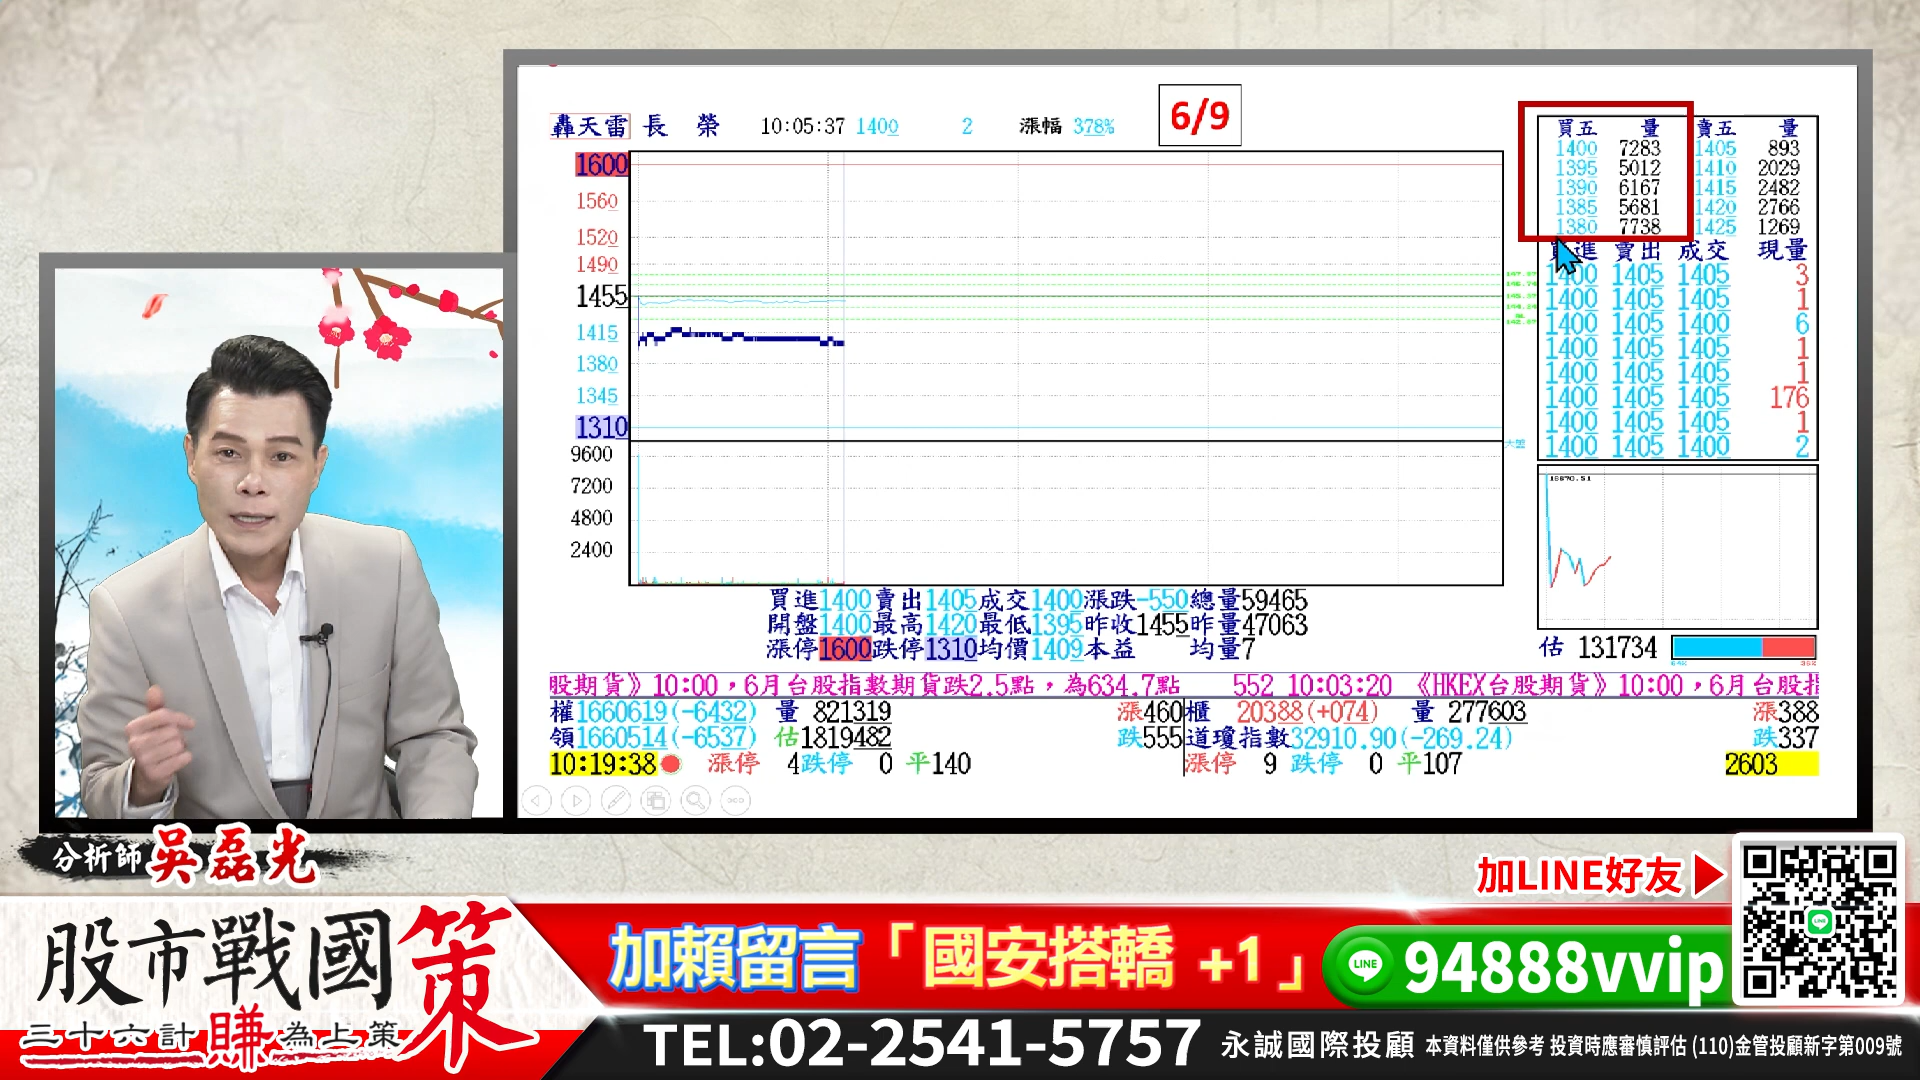 6/9
轟天雷 長 榮 10:05:37 1400 2 漲幅 378%
1600
1560
1520
1490
1455
1415
1380
1345
1310
9600
7200
4800
2400
買五 量 賣五 量
1400 7283 1405 893
1395 5012 1410 2029
1390 6167 1415 2482
1385 5681 1420 2766
1380 7738 1425 1269
買進 賣出 成交 現量
1400 1405 1405 3
1400 1405 1405 1
1400 1405 1400 6
1400 1405 1405 1
1400 1405 1405 1
1400 1405 1405 176
1400 1405 1405 1
1400 1405 1400 2
大盤
16670.51
估 131734
買進1400賣出1405成交1400漲跌-550總量59465
開盤1400最高1420最低1395昨收1455昨量47063
漲停1600跌停1310均價1409本益 均量7
股期貨》10:00，6月台股指數期貨跌2.5點，為634.7點 552 10:03:20 《HKEX台股期貨》10:00，6月台股指
權1660619(-6432) 量 821319 漲460櫃 20388(+074) 量 277603 漲388
領1660514(-6537) 估1819482 跌555道瓊指數32910.90(-269.24) 跌337
10:19:38 漲停 4跌停 0 平140 漲停 9 跌停 0 平107 2603
分析師 吳磊光
加LINE好友
股市戰國策
三十六計賺為上策
加賴留言「國安搭轎 +1」
LINE 94888vvip
LINE
TEL:02-2541-5757 永誠國際投顧 本資料僅供參考 投資時應審慎評估 (110)金管投顧新字第009號